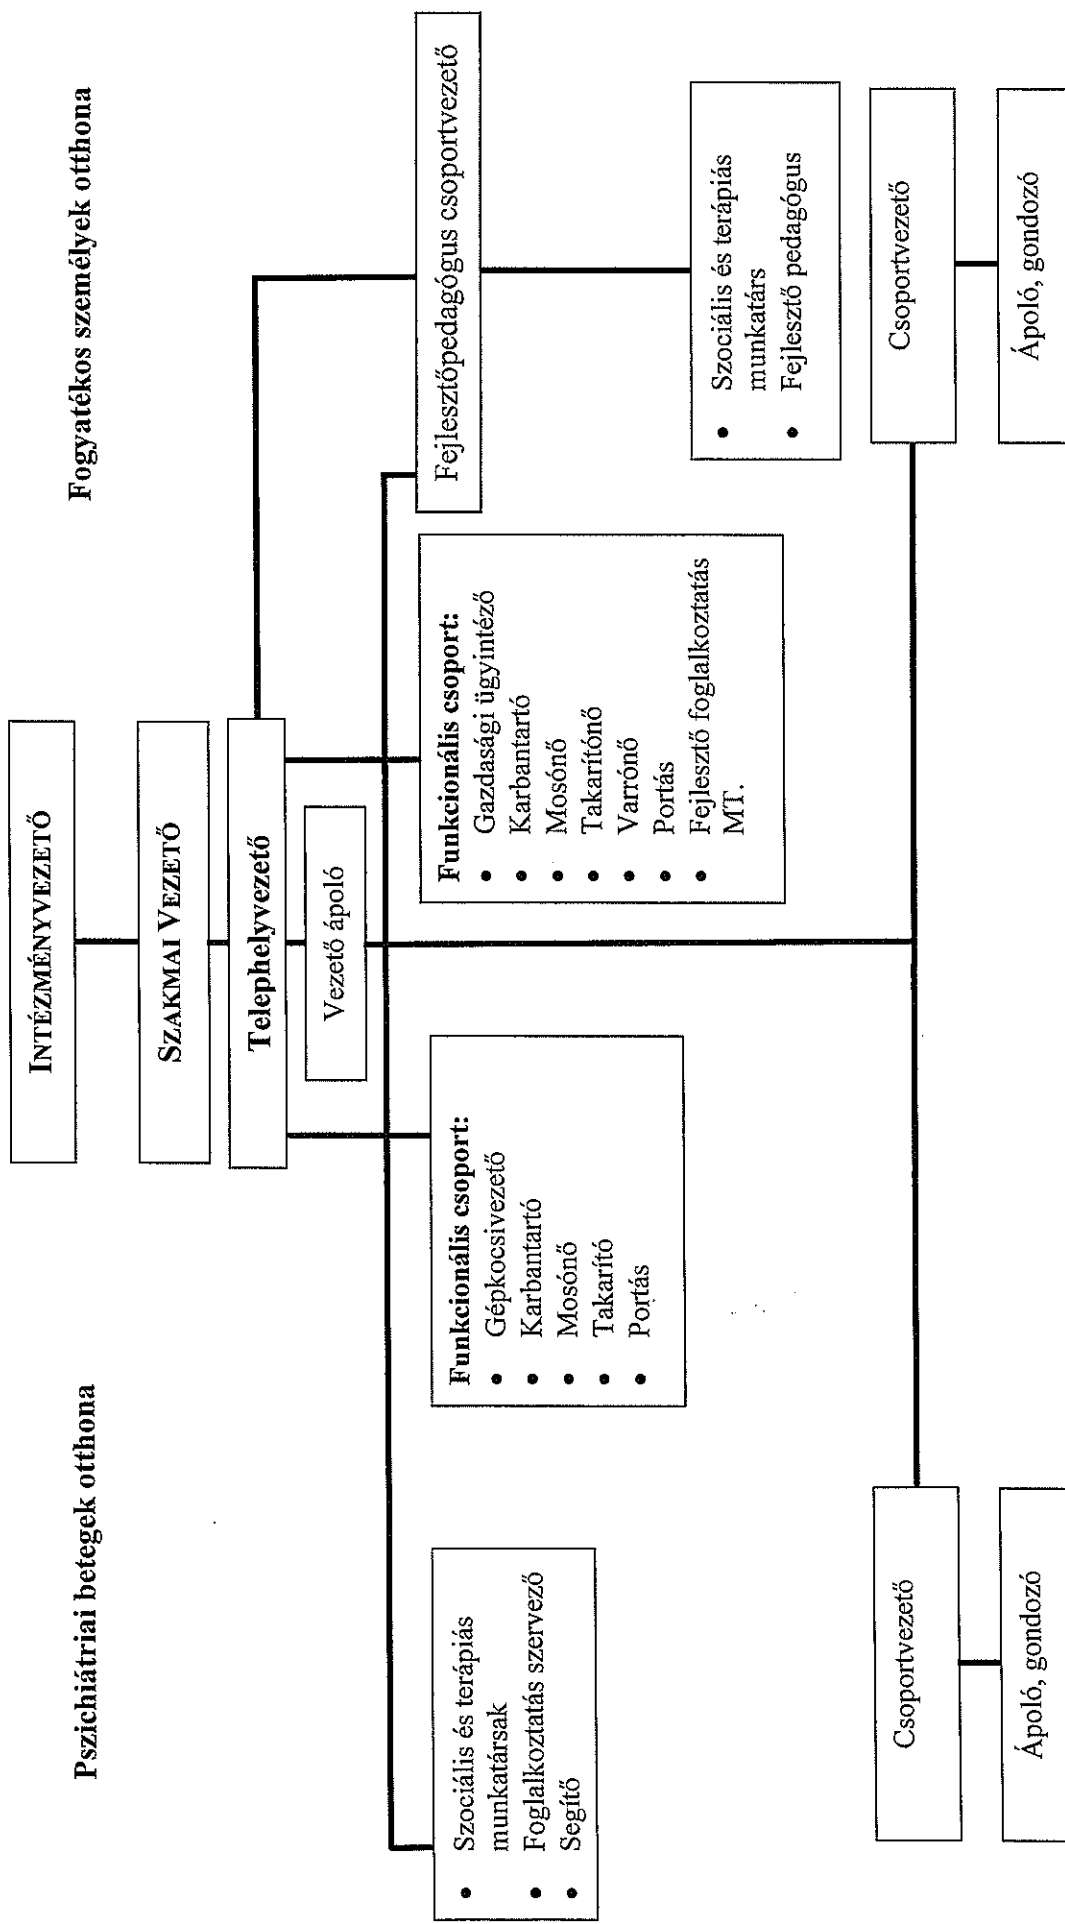 Pszichiátriai betegek otthona
Fogyatékos személyek otthona
INTÉZMÉNYVEZETŐ
SZAKMAI VEZETŐ
Telephelyvezető
Vezető ápoló
• Szociális és terápiás
munkatársak
• Foglalkoztatás szervező
• Segítő
Funkcionális csoport:
• Gépkocsivezető
• Karbantartó
• Mosónő
• Takarító
• Portás
Funkcionális csoport:
• Gazdasági ügyintéző
• Karbantartó
• Mosónő
• Takarítónő
• Varrónő
• Portás
• Fejlesztő foglalkoztatás
MT.
Fejlesztőpedagógus csoportvezető
• Szociális és terápiás
munkatárs
• Fejlesztő pedagógus
Csoportvezető
Ápoló, gondozó
Csoportvezető
Ápoló, gondozó